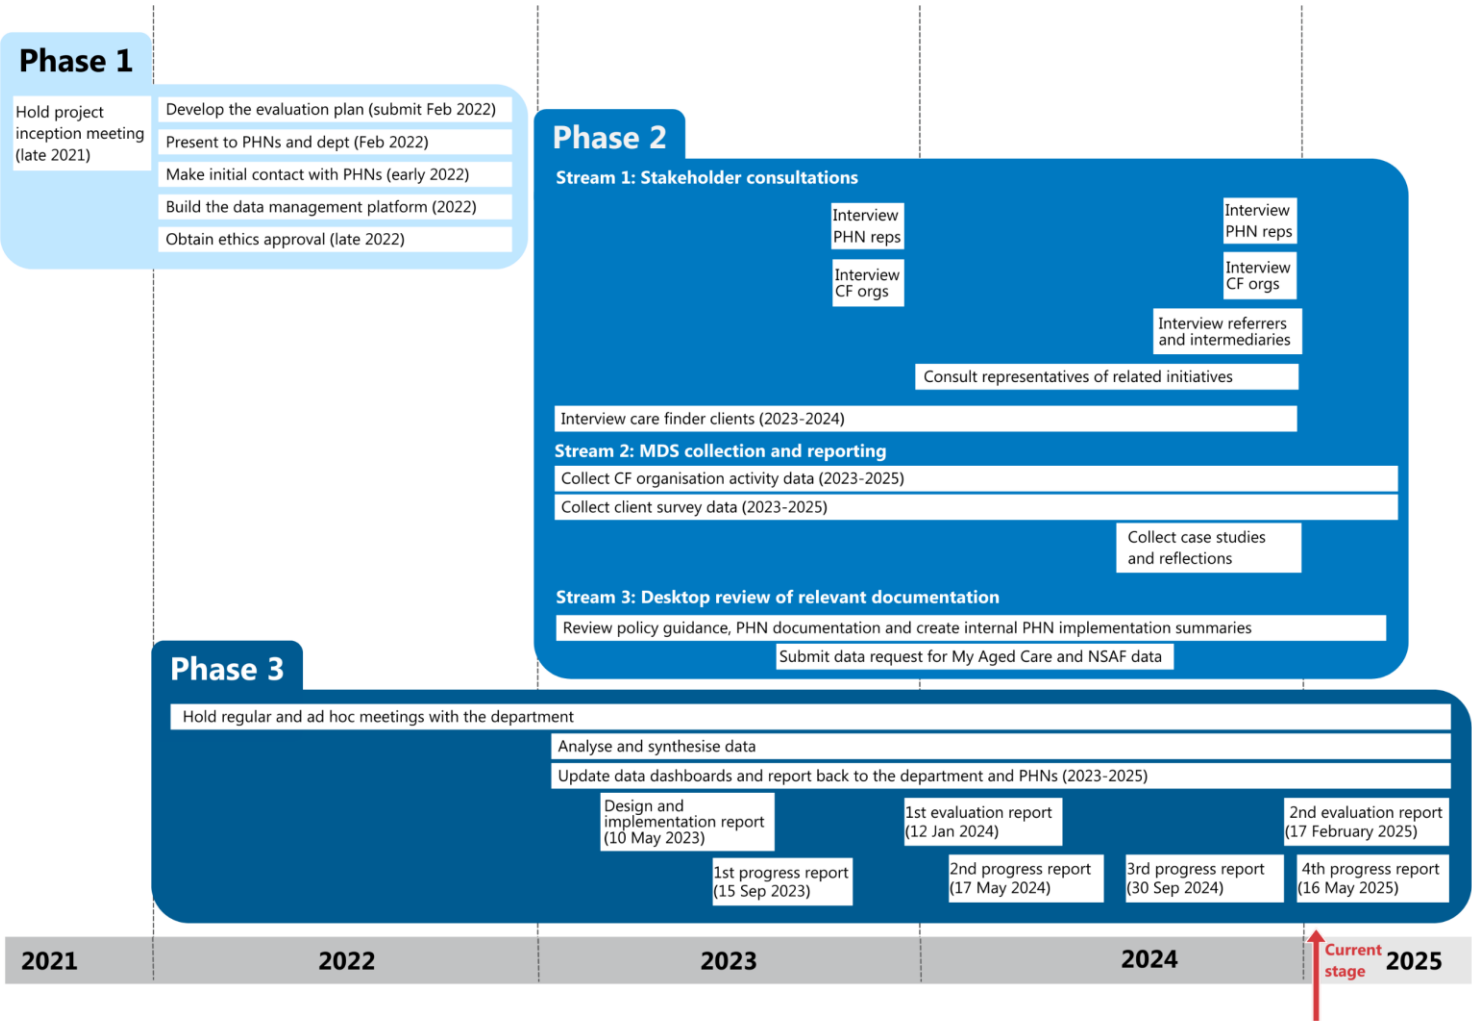 Phase 1
Hold project
inception meeting
(late 2021)
Develop the evaluation plan (submit Feb 2022)
Present to PHNs and dept (Feb 2022)
Make initial contact with PHNs (early 2022)
Build the data management platform (2022)
Obtain ethics approval (late 2022)
Phase 2
Stream 1: Stakeholder consultations
Interview
PHN reps
Interview
CF orgs
Interview
PHN reps
Interview
CF orgs
Interview referrers
and intermediaries
Consult representatives of related initiatives
Interview care finder clients (2023-2024)
Stream 2: MDS collection and reporting
Collect CF organisation activity data (2023-2025)
Collect client survey data (2023-2025)
Collect case studies
and reflections
Stream 3: Desktop review of relevant documentation
Review policy guidance, PHN documentation and create internal PHN implementation summaries
Submit data request for My Aged Care and NSAF data
Phase 3
Hold regular and ad hoc meetings with the department
Analyse and synthesise data
Update data dashboards and report back to the department and PHNs (2023-2025)
Design and
implementation report
(10 May 2023)
1st evaluation report
(12 Jan 2024)
2nd evaluation report
(17 February 2025)
1st progress report
(15 Sep 2023)
2nd progress report
(17 May 2024)
3rd progress report
(30 Sep 2024)
4th progress report
(16 May 2025)
2021
2022
2023
2024
Current
stage
2025